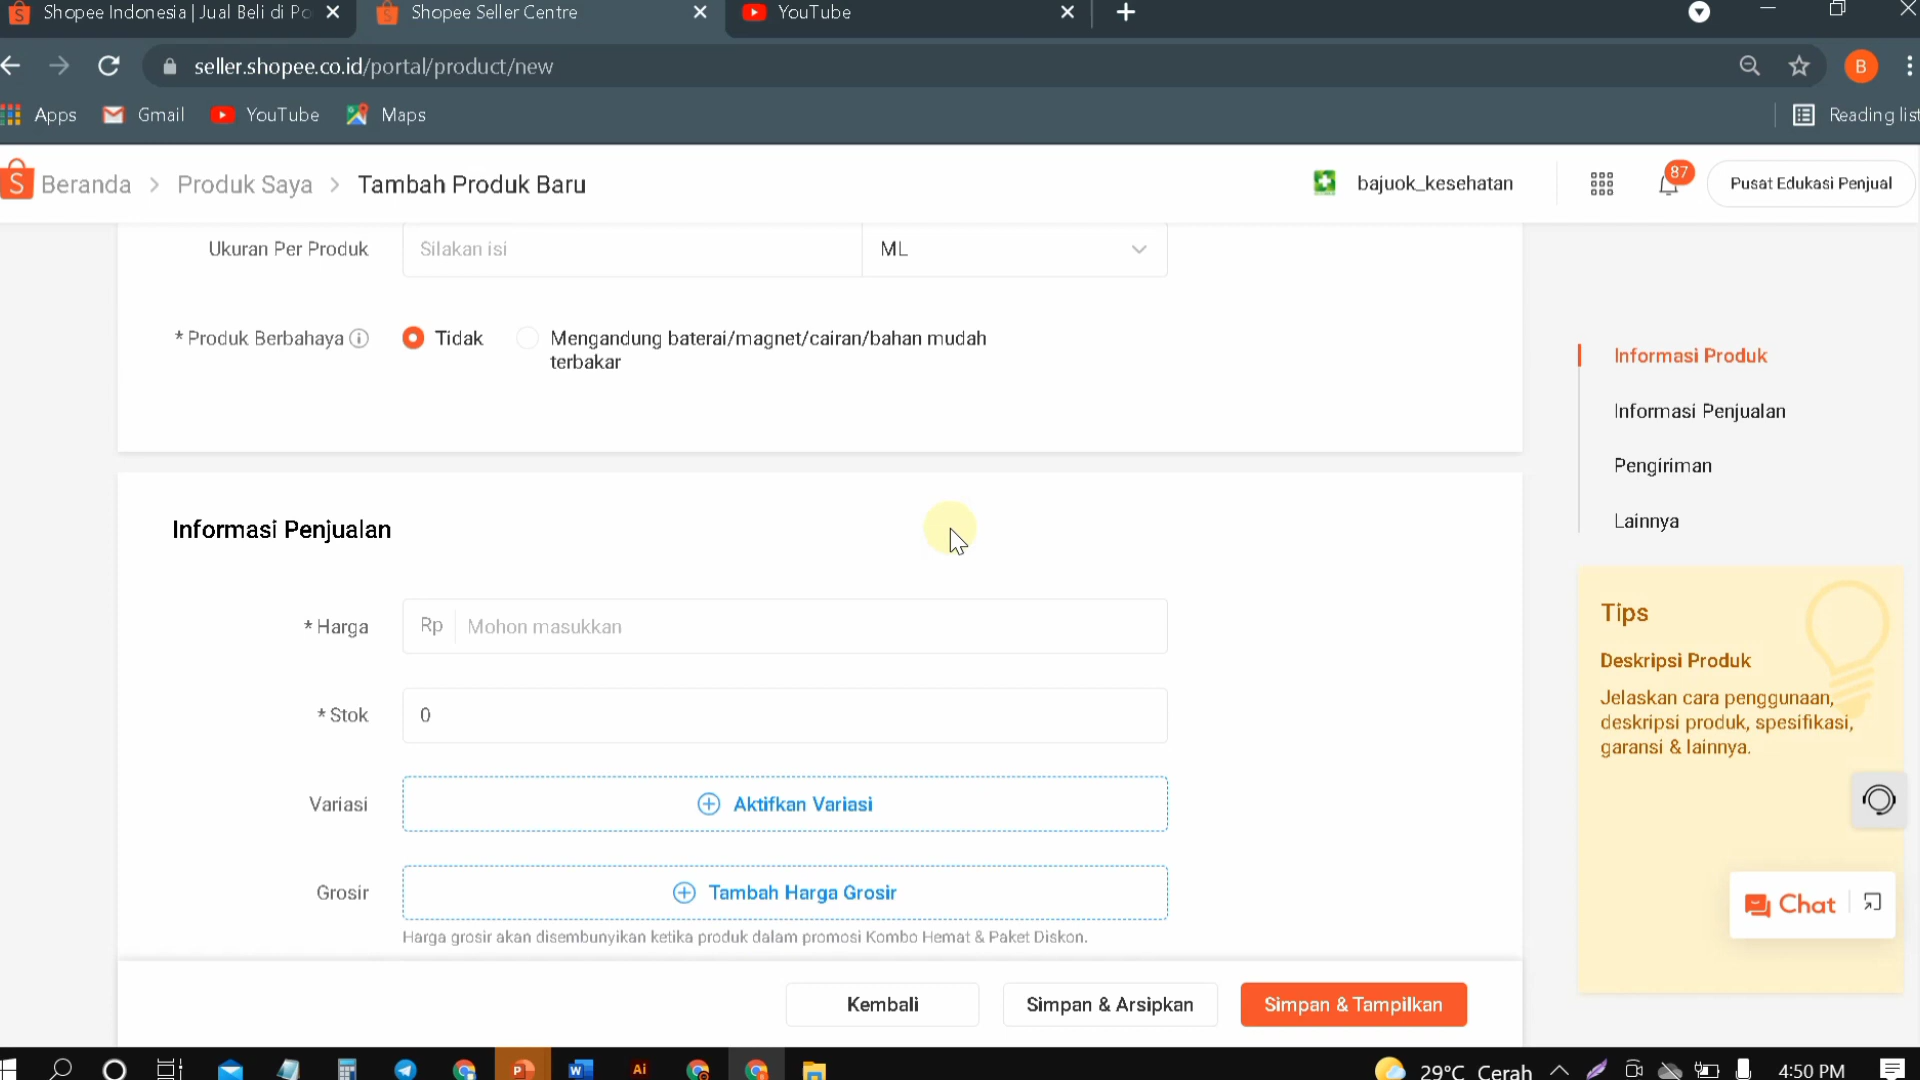 Shopee Indonesia | Jual Beli di Po
Shopee Seller Centre
YouTube
seller.shopee.co.id/portal/product/new
B
Apps
Gmail
YouTube
Maps
Reading list
Beranda > Produk Saya > Tambah Produk Baru
bajuok_kesehatan
87
Pusat Edukasi Penjual
Ukuran Per Produk
Silakan isi
ML
* Produk Berbahaya
Tidak
Mengandung baterai/magnet/cairan/bahan mudah
terbakar
Informasi Produk
Informasi Penjualan
Pengiriman
Lainnya
Informasi Penjualan
* Harga
Rp
Mohon masukkan
* Stok
0
Variasi
Aktifkan Variasi
Grosir
Tambah Harga Grosir
Harga grosir akan disembunyikan ketika produk dalam promosi Kombo Hemat & Paket Diskon.
Tips
Deskripsi Produk
Jelaskan cara penggunaan,
deskripsi produk, spesifikasi,
garansi & lainnya.
Chat
Kembali
Simpan & Arsipkan
Simpan & Tampilkan
29°C Cerah
4:50 PM